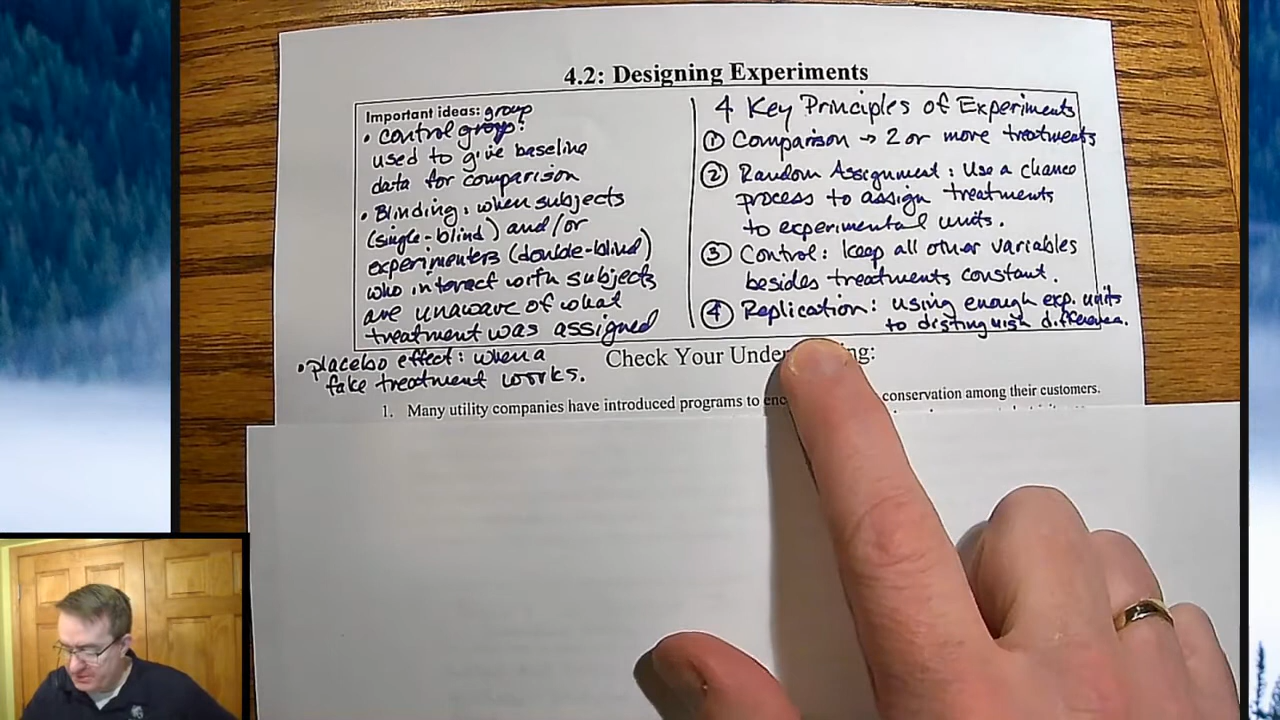 4.2: Designing Experiments
Important ideas: group
• control group:
used to give baseline
data for comparison
• Blinding: when subjects
(single-blind) and/or
experimenters (double-blind)
who interact with subjects
are unaware of what
treatment was assigned
• placebo effect: when a
fake treatment works.
4 Key Principles of Experiments
① Comparison → 2 or more treatments
② Random Assignment: Use a chance
process to assign treatments
to experimental units.
③ Control: keep all other variables
besides treatments constant.
④ Replication: using enough exp. units
to distinguish difference.
Check Your
1. Many utility companies have introduced programs to conservation among their customers.